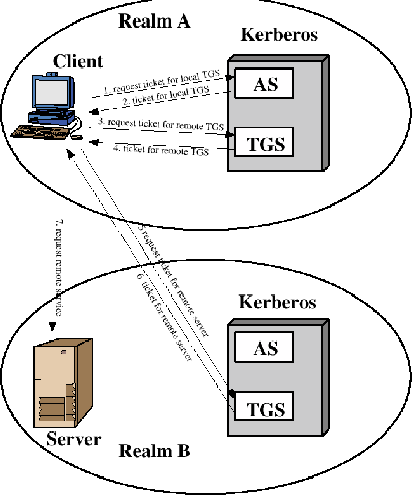 Realm A
Kerberos
Client
AS
1. request ticket for local TGS
2. ticket for local TGS
3. request ticket for remote TGS
TGS
4. ticket for remote TGS
5 request ticket for remote server
6. ticket for remote server
7. request remote service
Kerberos
AS
TGS
Server
Realm B